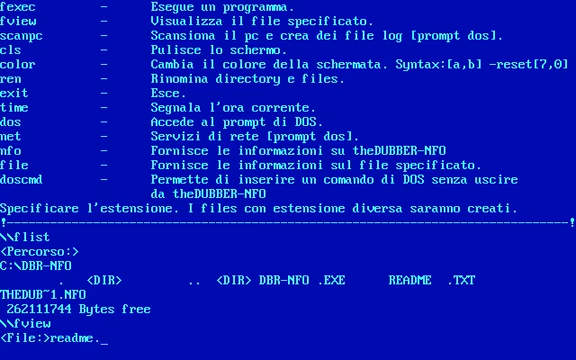 fexec – Esegue un programma.
fview – Visualizza il file specificato.
scanpc – Scansiona il pc e crea dei file log [prompt dos].
cls – Pulisce lo schermo.
color – Cambia il colore della schermata. Syntax:[a,b] -reset[7,0]
ren – Rinomina directory e files.
exit – Esce.
time – Segnala l'ora corrente.
dos – Accede al prompt di DOS.
net – Servizi di rete [prompt dos].
nfo – Fornisce le informazioni su theDUBBER-NFO
file – Fornisce le informazioni sul file specificato.
doscmd – Permette di inserire un comando di DOS senza uscire
da theDUBBER-NFO
Specificare l'estensione. I files con estensione diversa saranno creati.
!------------------------------------------------------------------------------!
\\flist
<Percorso:>
C:\DBR-NFO
. <DIR> .. <DIR> DBR-NFO .EXE README .TXT
THEDUB~1.NFO
262111744 Bytes free
\\fview
<File:>readme._